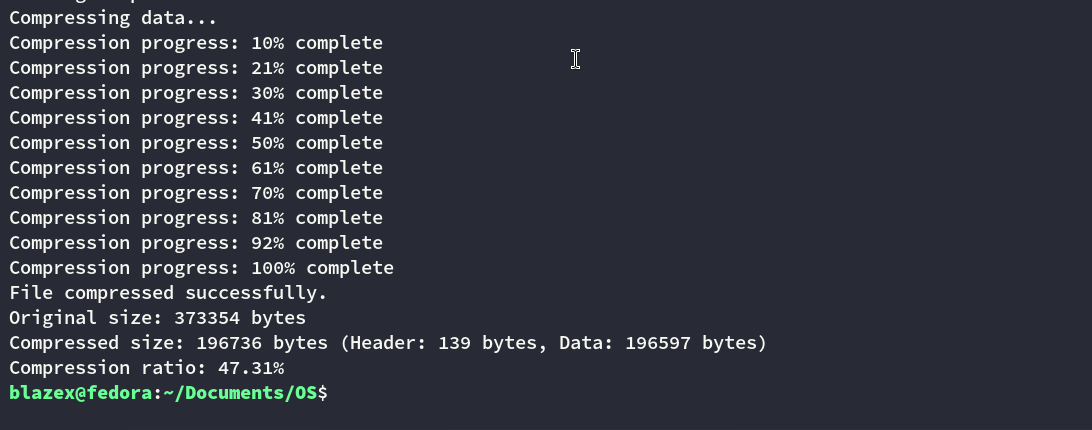 Compressing data...
Compression progress: 10% complete
Compression progress: 21% complete
Compression progress: 30% complete
Compression progress: 41% complete
Compression progress: 50% complete
Compression progress: 61% complete
Compression progress: 70% complete
Compression progress: 81% complete
Compression progress: 92% complete
Compression progress: 100% complete
File compressed successfully.
Original size: 373354 bytes
Compressed size: 196736 bytes (Header: 139 bytes, Data: 196597 bytes)
Compression ratio: 47.31%
blazex@fedora:~/Documents/OS$